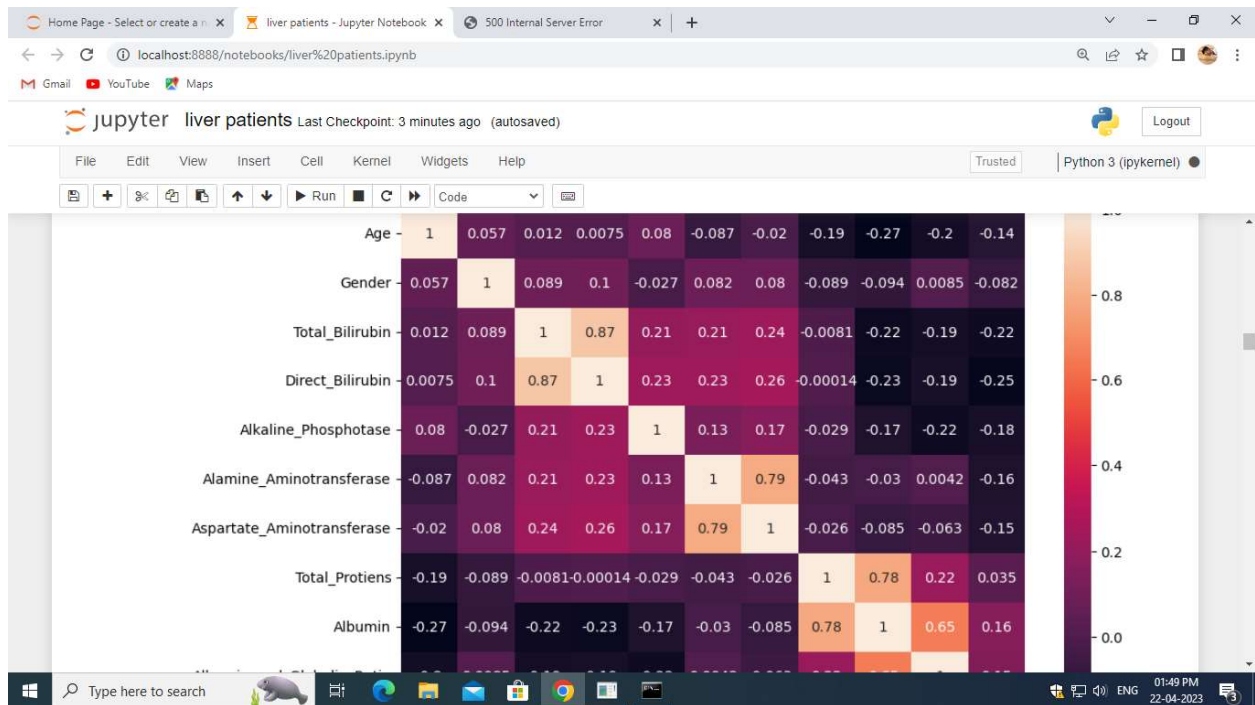 Home Page - Select or create a n
liver patients - Jupyter Notebook
500 Internal Server Error
localhost:8888/notebooks/liver%20patients.ipynb
Gmail YouTube Maps
jupyter liver patients Last Checkpoint: 3 minutes ago (autosaved)
Logout
File Edit View Insert Cell Kernel Widgets Help
Trusted Python 3 (ipykernel)
Run Code
Age - 1 0.057 0.012 0.0075 0.08 -0.087 -0.02 -0.19 -0.27 -0.2 -0.14
Gender - 0.057 1 0.089 0.1 -0.027 0.082 0.08 -0.089 -0.094 0.0085 -0.082
- 0.8
Total_Bilirubin - 0.012 0.089 1 0.87 0.21 0.21 0.24 -0.0081 -0.22 -0.19 -0.22
Direct_Bilirubin - 0.0075 0.1 0.87 1 0.23 0.23 0.26 -0.00014 -0.23 -0.19 -0.25
- 0.6
Alkaline_Phosphotase - 0.08 -0.027 0.21 0.23 1 0.13 0.17 -0.029 -0.17 -0.22 -0.18
- 0.4
Alamine_Aminotransferase - -0.087 0.082 0.21 0.23 0.13 1 0.79 -0.043 -0.03 0.0042 -0.16
Aspartate_Aminotransferase - -0.02 0.08 0.24 0.26 0.17 0.79 1 -0.026 -0.085 -0.063 -0.15
- 0.2
Total_Protiens - -0.19 -0.089 -0.0081 -0.00014 -0.029 -0.043 -0.026 1 0.78 0.22 0.035
Albumin - -0.27 -0.094 -0.22 -0.23 -0.17 -0.03 -0.085 0.78 1 0.65 0.16
- 0.0
Type here to search
ENG
01:49 PM
22-04-2023
3